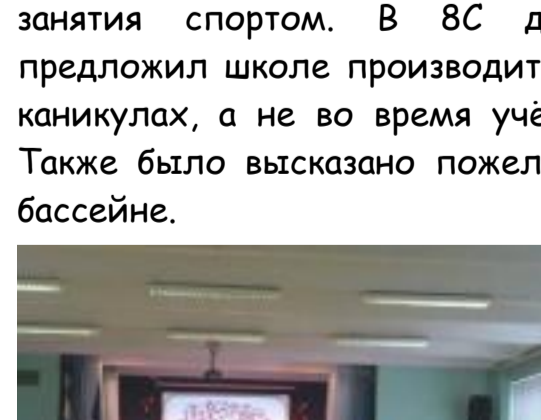 занятия спортом. В 8С д
предложил школе производит
каникулах, а не во время учё
Также было высказано пожел
бассейне.